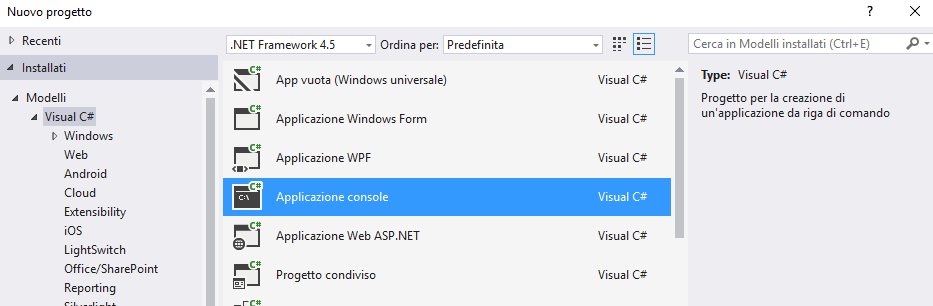 Nuovo progetto
? ×
Recenti
.NET Framework 4.5
Ordina per: Predefinita
Cerca in Modelli installati (Ctrl+E)
Installati
Modelli
Visual C#
Windows
Web
Android
Cloud
Extensibility
iOS
LightSwitch
Office/SharePoint
Reporting
Silverlight
C# App vuota (Windows universale) Visual C#
C# Applicazione Windows Form Visual C#
C# Applicazione WPF Visual C#
C# C:\ Applicazione console Visual C#
C# Applicazione Web ASP.NET Visual C#
C# Progetto condiviso Visual C#
C#
Type: Visual C#
Progetto per la creazione di
un'applicazione da riga di comando